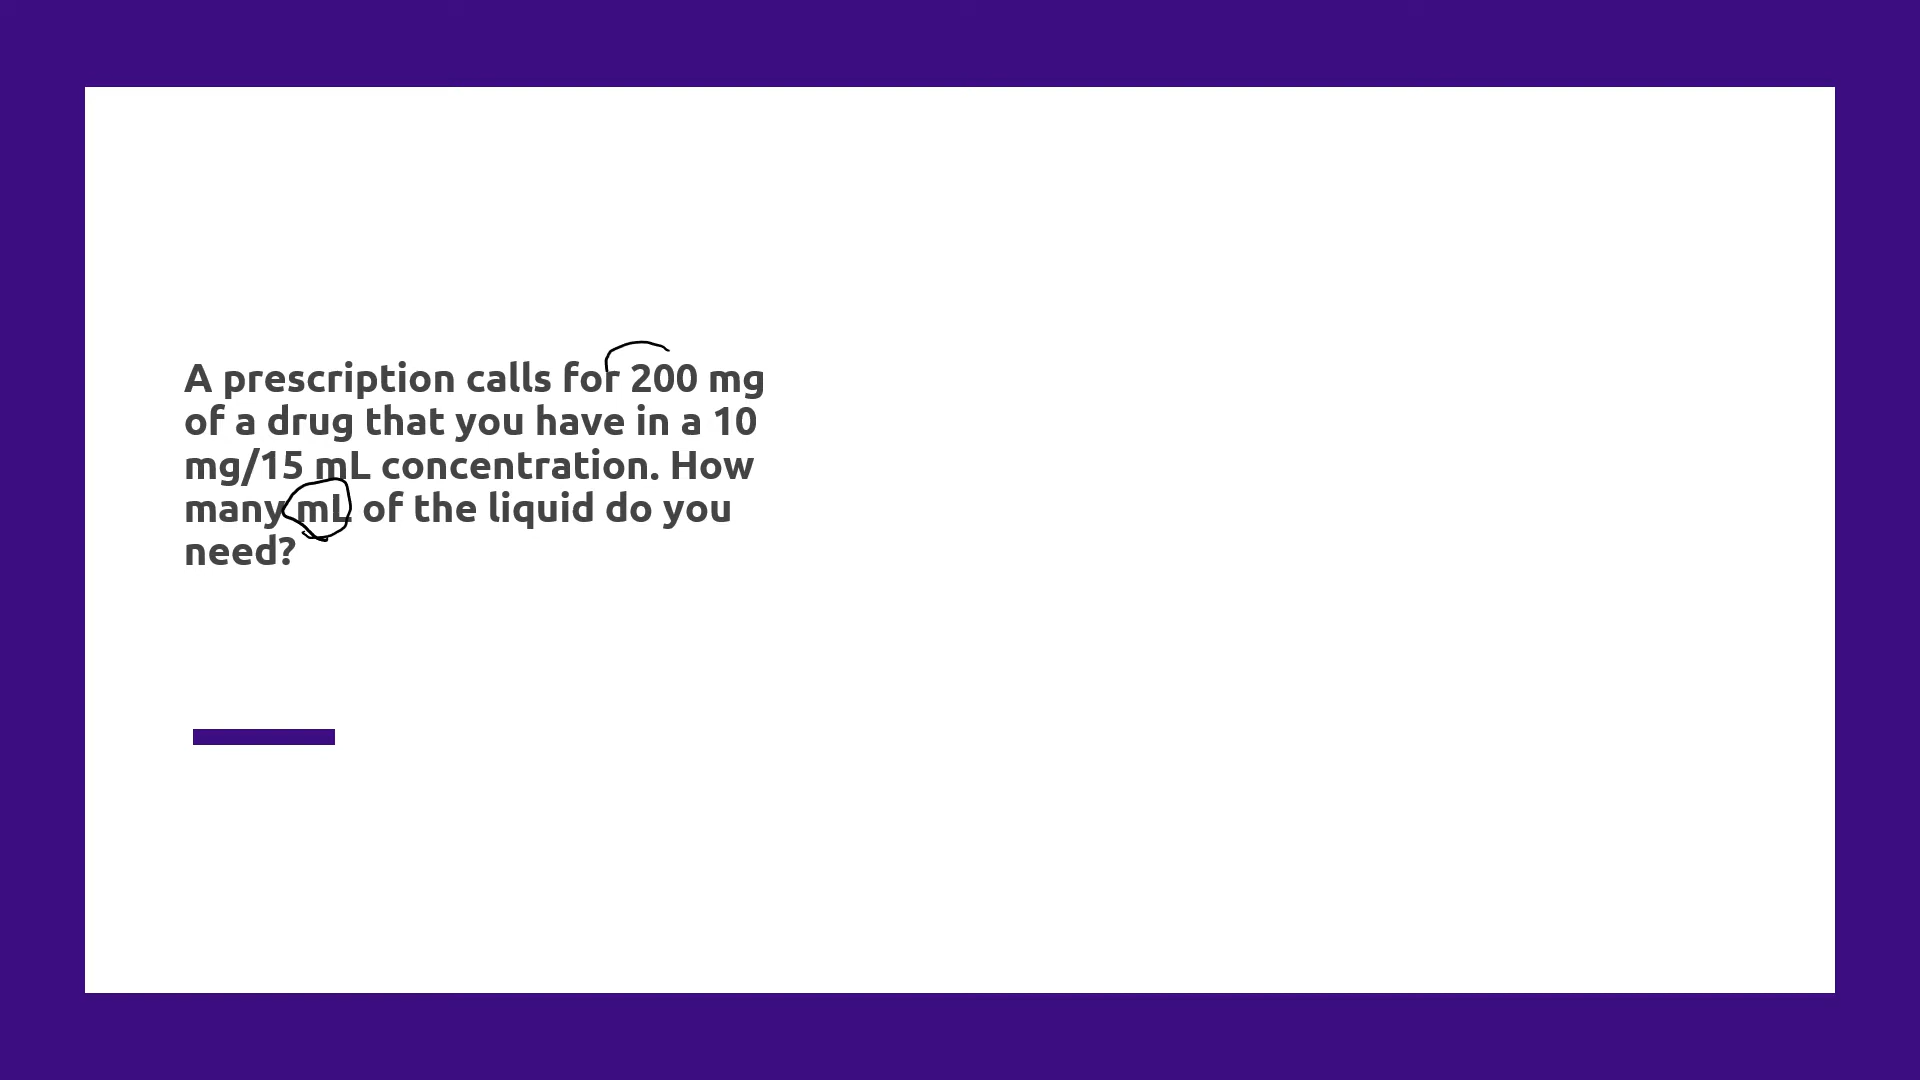 A prescription calls for 200 mg
of a drug that you have in a 10
mg/15 mL concentration. How
many mL of the liquid do you
need?